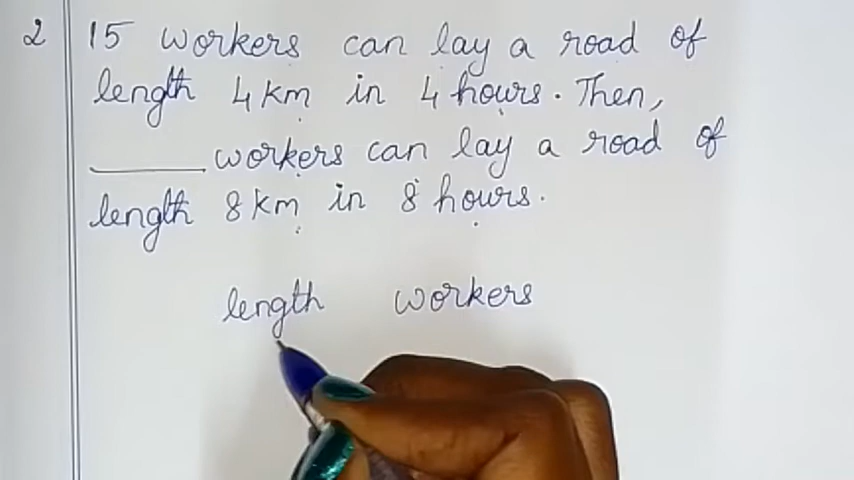 2 15 workers can lay a road of
length 4 km in 4 hours. Then,
______ workers can lay a road of
length 8 km in 8 hours.
length workers